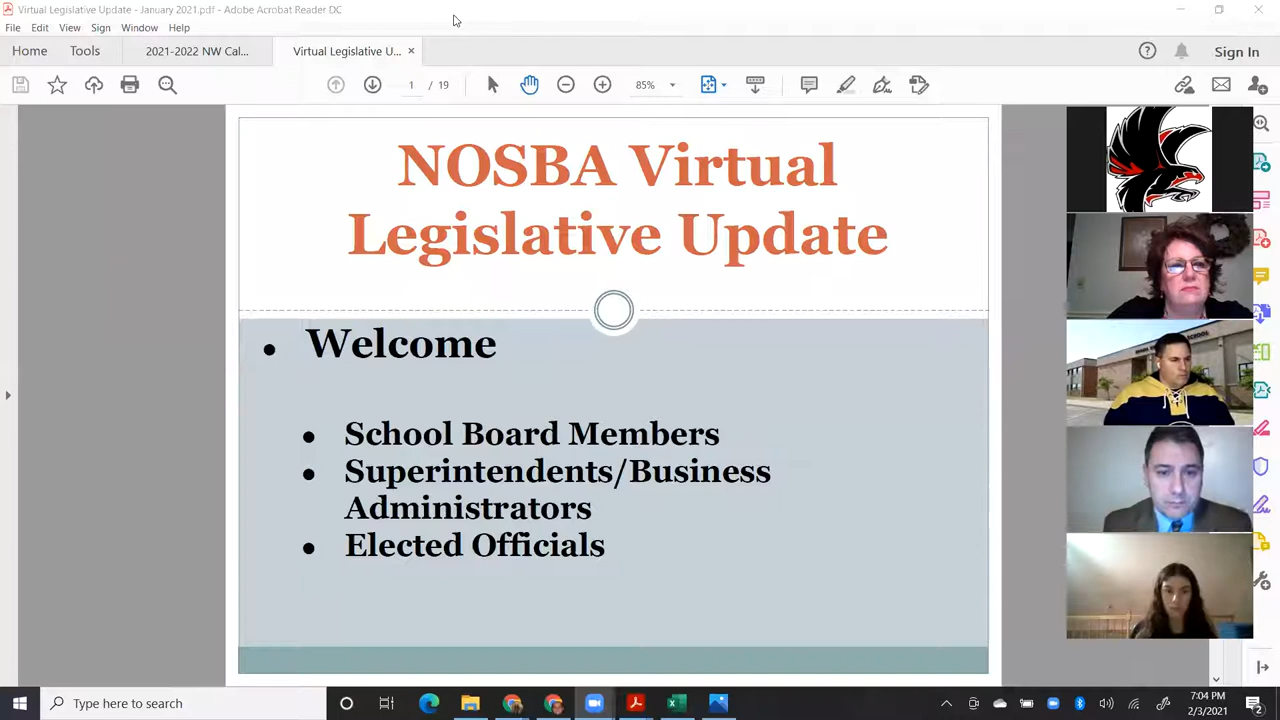 Virtual Legislative Update - January 2021.pdf - Adobe Acrobat Reader DC
File Edit View Sign Window Help
Home Tools 2021-2022 NW Cal... Virtual Legislative U... Sign In
1 / 19 85%
NOSBA Virtual
Legislative Update
• Welcome
• School Board Members
• Superintendents/Business
Administrators
• Elected Officials
Type here to search
7:04 PM
2/3/2021
2